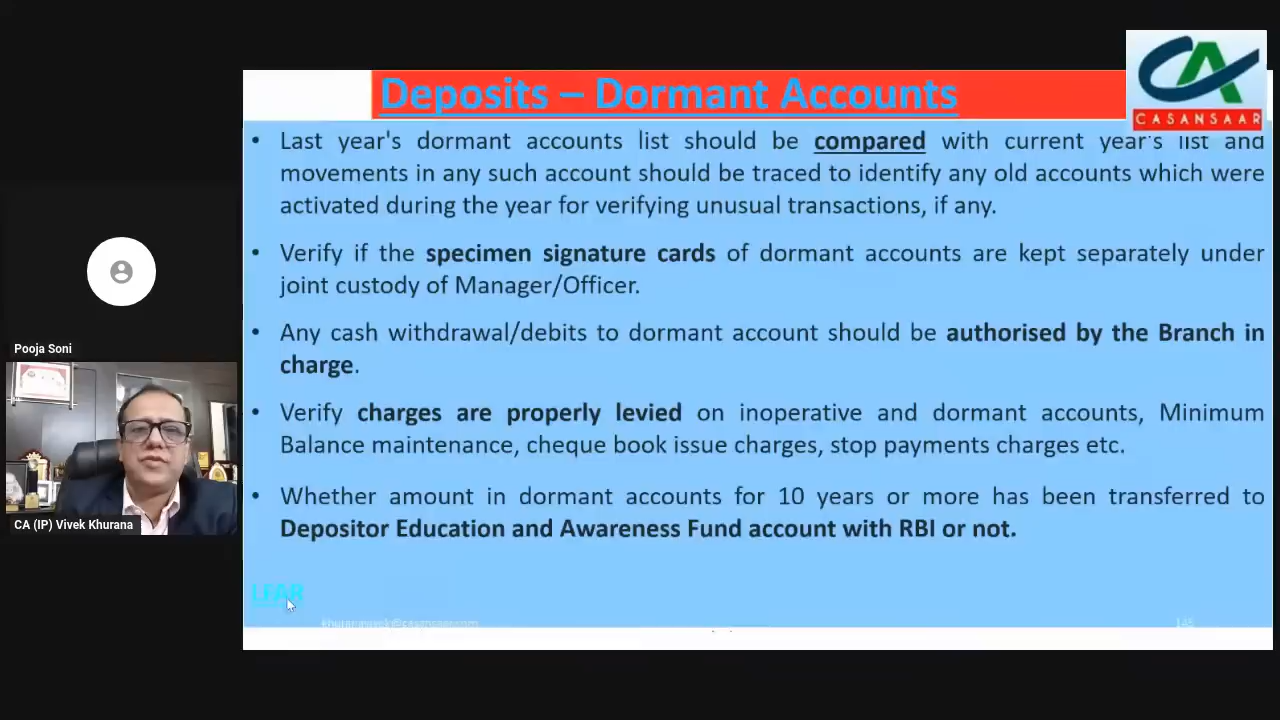 Deposits – Dormant Accounts
CASANSAAR
• Last year's dormant accounts list should be compared with current year's list and
movements in any such account should be traced to identify any old accounts which were
activated during the year for verifying unusual transactions, if any.
• Verify if the specimen signature cards of dormant accounts are kept separately under
joint custody of Manager/Officer.
• Any cash withdrawal/debits to dormant account should be authorised by the Branch in
charge.
• Verify charges are properly levied on inoperative and dormant accounts, Minimum
Balance maintenance, cheque book issue charges, stop payments charges etc.
• Whether amount in dormant accounts for 10 years or more has been transferred to
Depositor Education and Awareness Fund account with RBI or not.
LFAR
145
Pooja Soni
CA (IP) Vivek Khurana